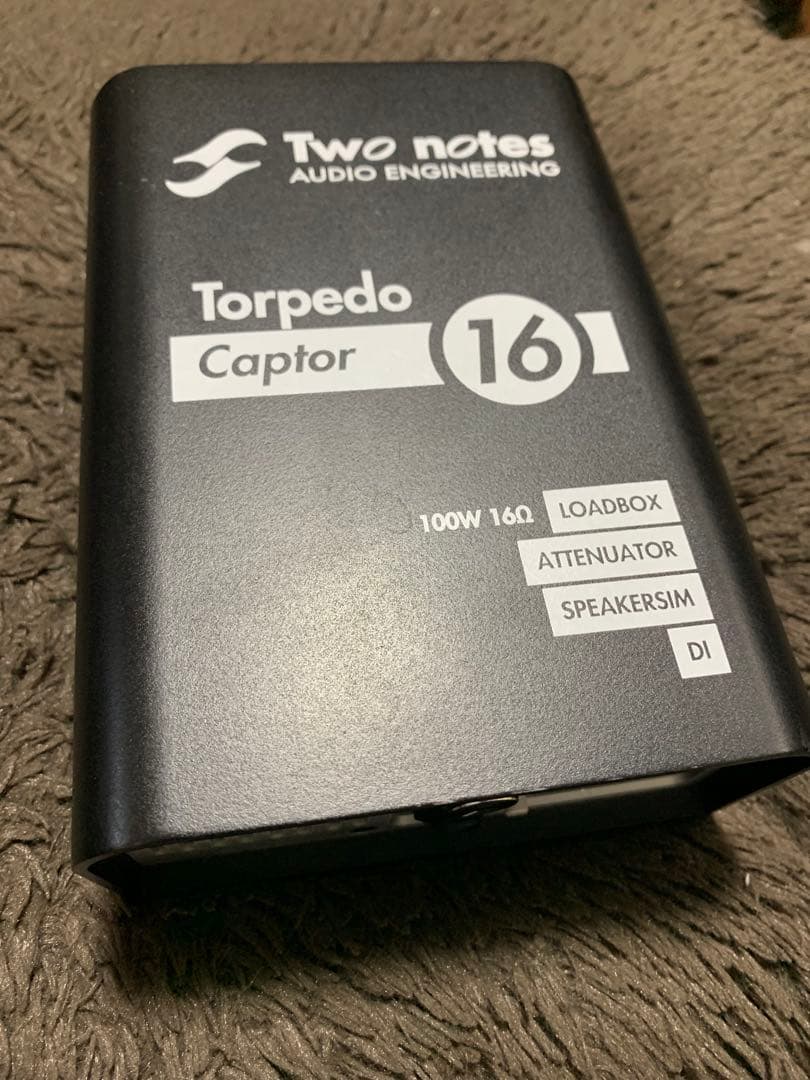 Two notes
AUDIO ENGINEERING
Torpedo
Captor 16
100W 16Ω LOADBOX
ATTENUATOR
SPEAKERSIM
DI